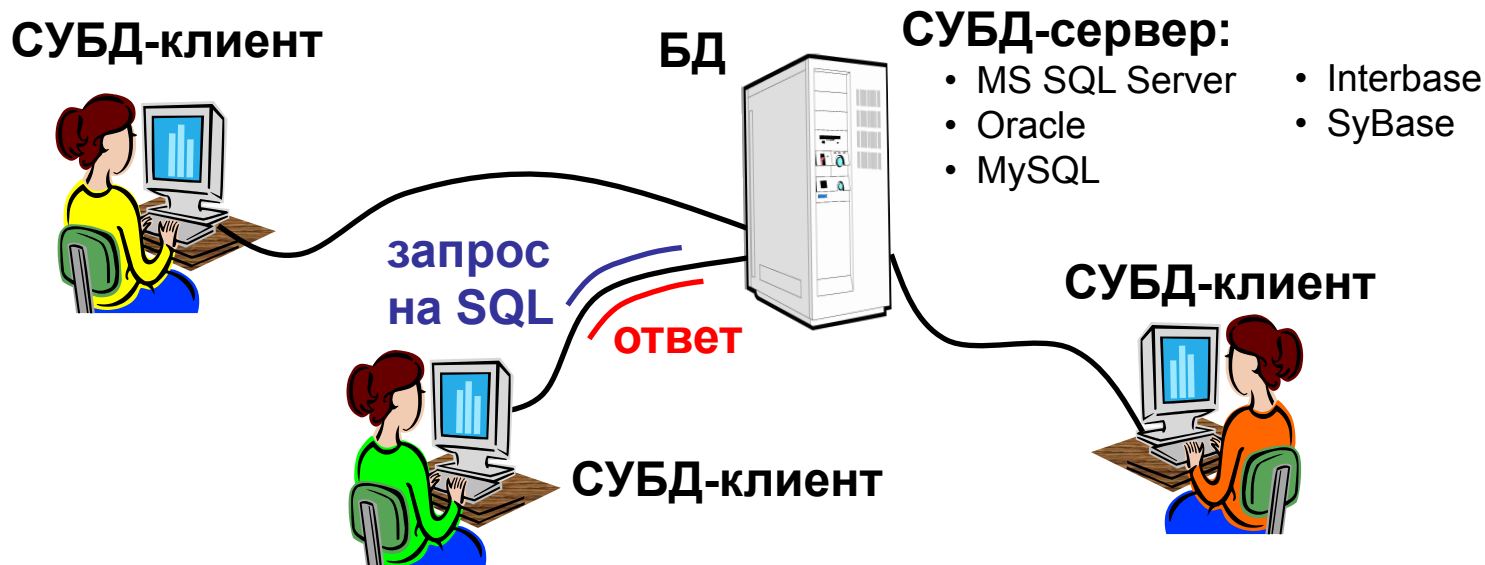 СУБД-клиент
БД
СУБД-сервер:
• MS SQL Server
• Oracle
• MySQL
• Interbase
• SyBase
запрос
на SQL
ответ
СУБД-клиент
СУБД-клиент